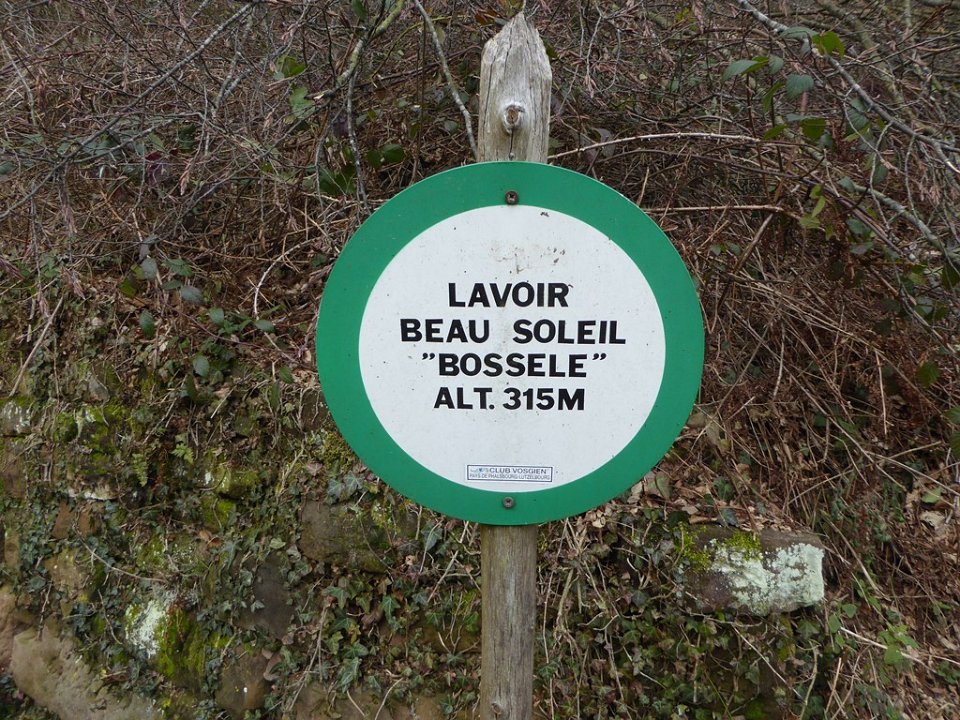 LAVOIR
BEAU SOLEIL
"BOSSELE"
ALT. 315M
CLUB VOSGIEN
PAYS DE PHALSBOURG-LUTZELBOURG